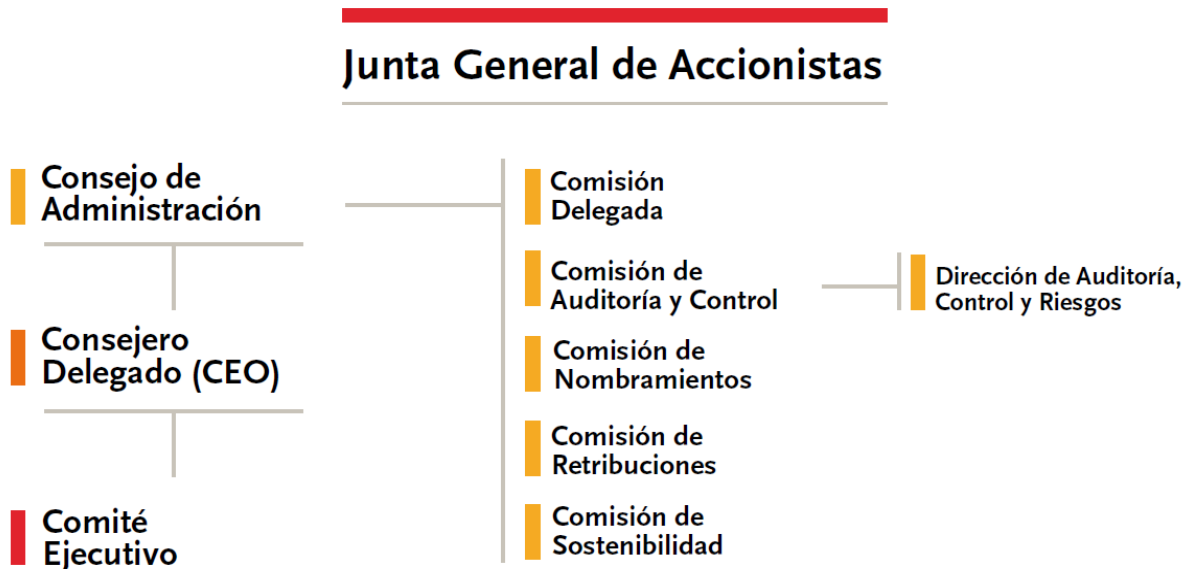 Junta General de Accionistas
Consejo de
Administración
Consejero
Delegado (CEO)
Comité
Ejecutivo
Comisión
Delegada
Comisión de
Auditoría y Control
Dirección de Auditoría,
Control y Riesgos
Comisión de
Nombramientos
Comisión de
Retribuciones
Comisión de
Sostenibilidad